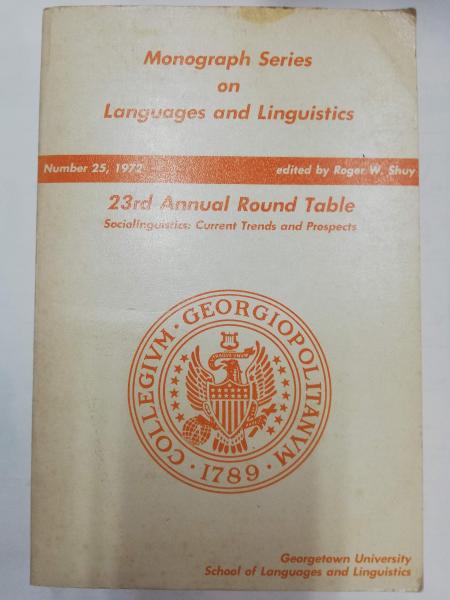 Monograph Series
on
Languages and Linguistics
Number 25, 1972
edited by Roger W. Shuy
23rd Annual Round Table
Sociolinguistics: Current Trends and Prospects
COLLEGIVM · GEORGIOPOLITANVM
· 1789 ·
Georgetown University
School of Languages and Linguistics